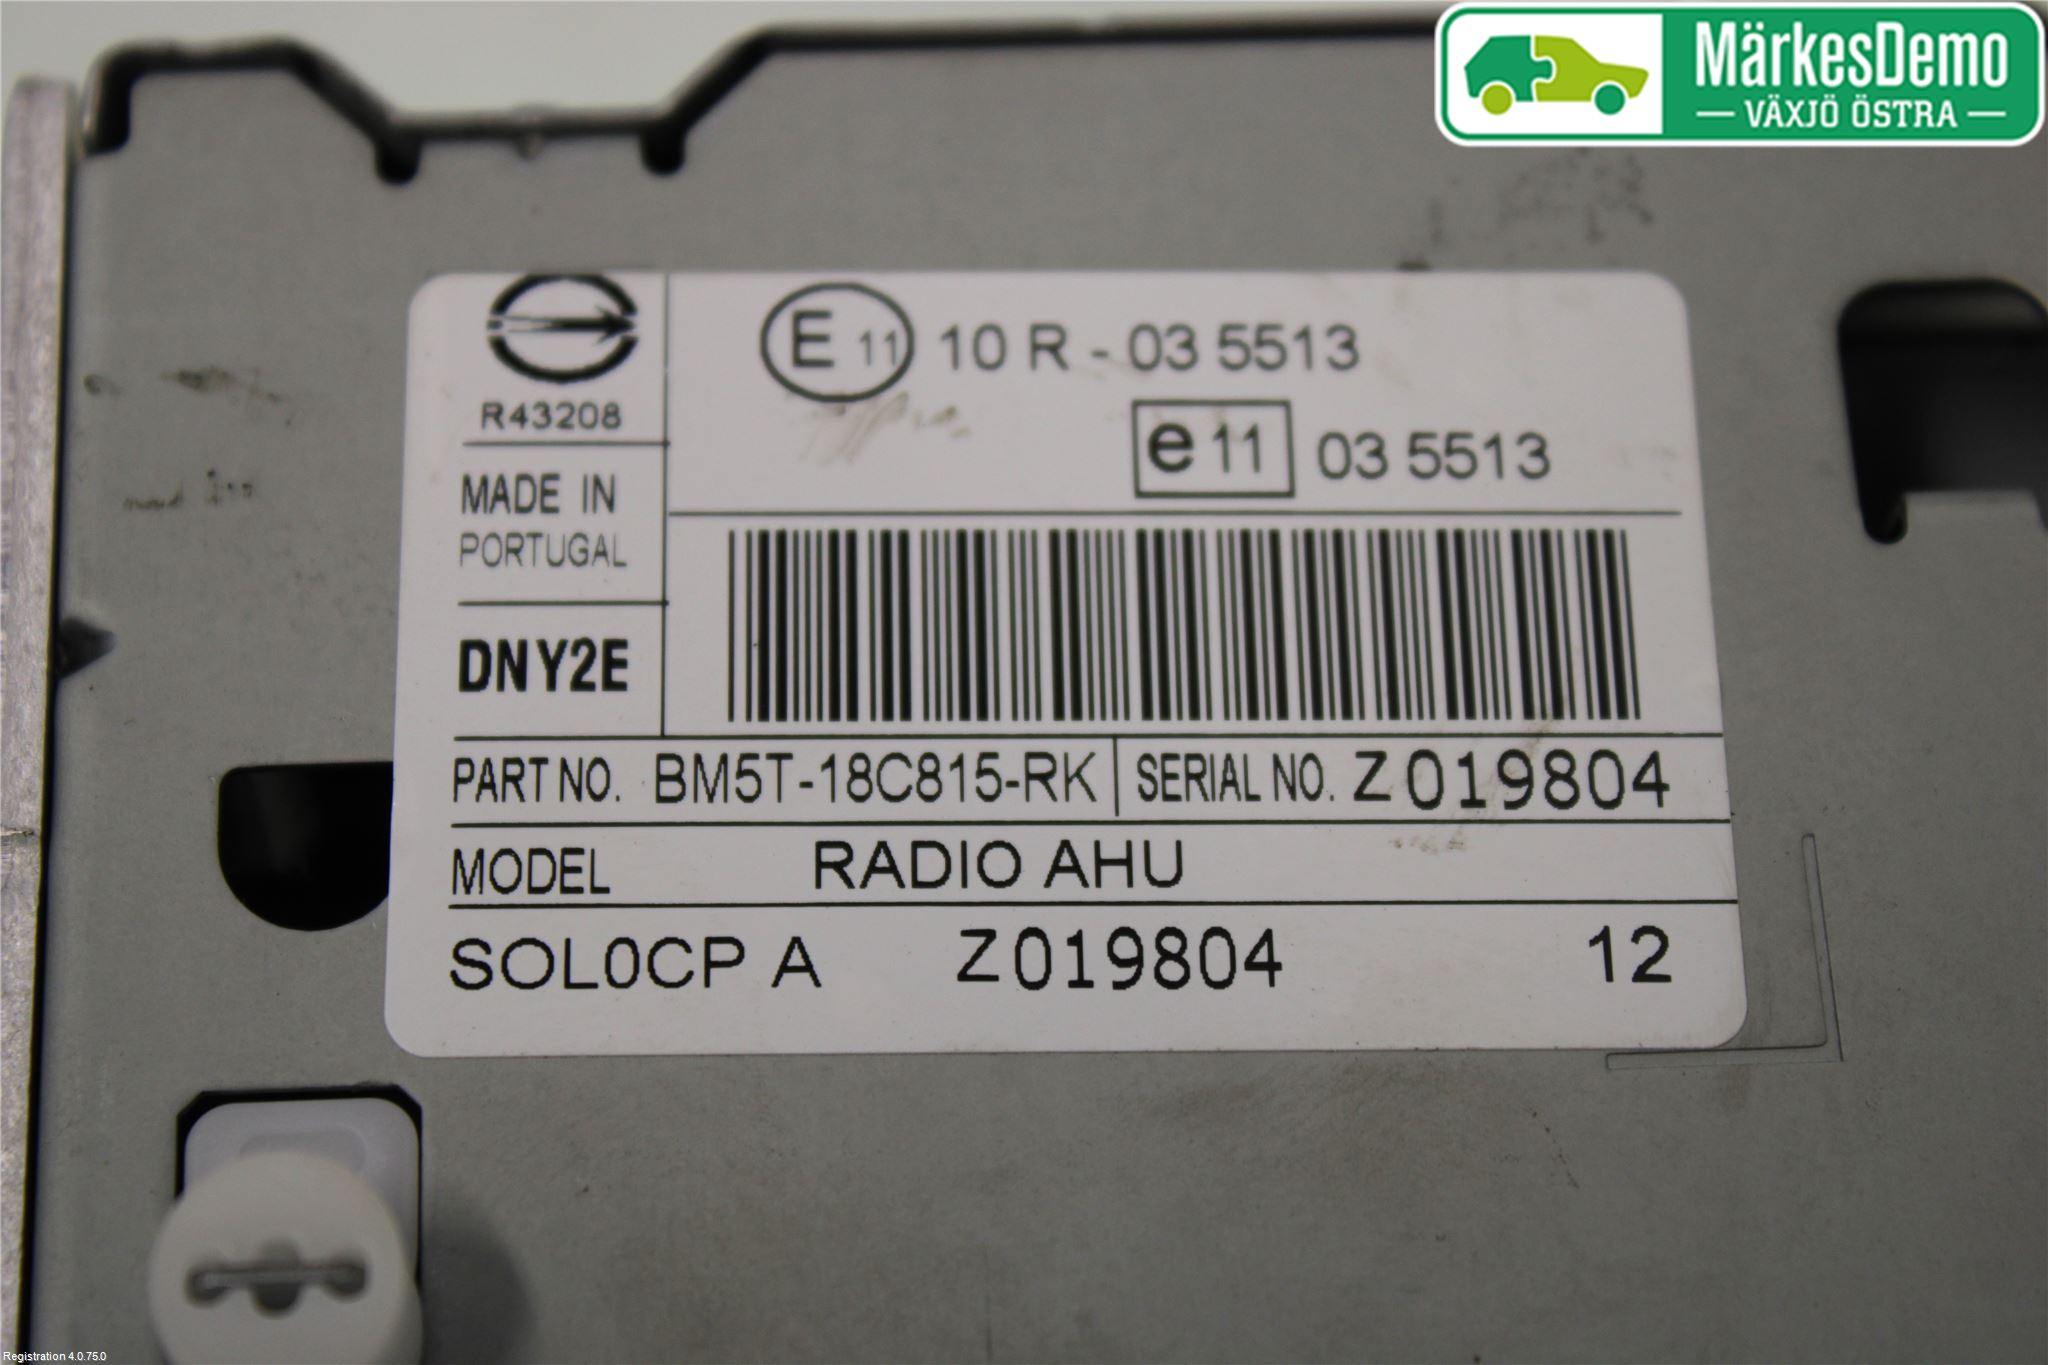 MärkesDemo
VÄXJÖ ÖSTRA
R43208
E 11 10 R - 03 5513
e 11 03 5513
MADE IN
PORTUGAL
DNY2E
PART NO. BM5T-18C815-RK SERIAL NO. Z019804
MODEL RADIO AHU
SOL0CP A Z019804 12
Registration 4.0.75.0